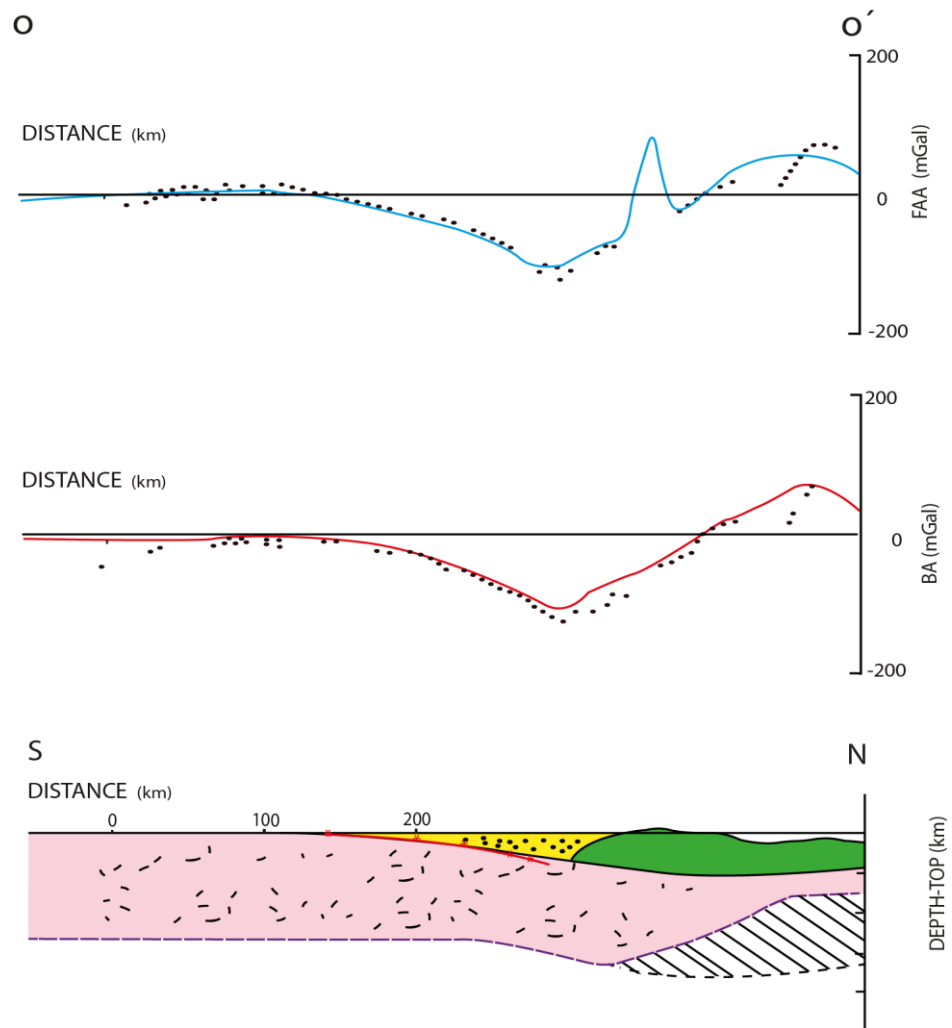 O O´
200
DISTANCE (km)
0
FAA (mGal)
-200
200
DISTANCE (km)
0
BA (mGal)
-200
S N
DISTANCE (km)
0 100 200
DEPTH-TOP (km)